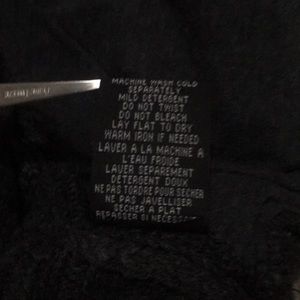 MACHINE WASH COLD
SEPARATELY
MILD DETERGENT
DO NOT TWIST
DO NOT BLEACH
LAY FLAT TO DRY
WARM IRON IF NEEDED
LAVER A LA MACHINE A
L'EAU FROIDE
LAVER SEPAREMENT
DETERGENT DOUX
NE PAS TORDRE POUR SECHER
NE PAS JAVELLISER
SECHER A PLAT
REPASSER SI NECESSAI